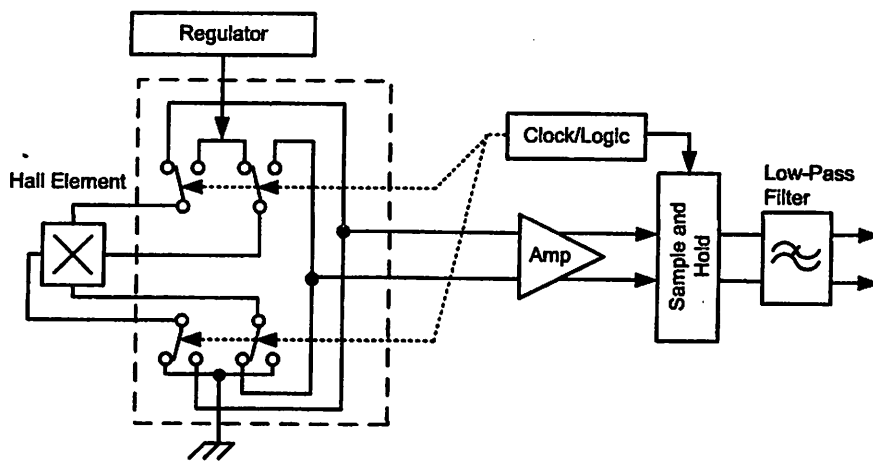 Regulator
Clock/Logic
Hall Element
Low-Pass
Filter
Amp
Sample and
Hold